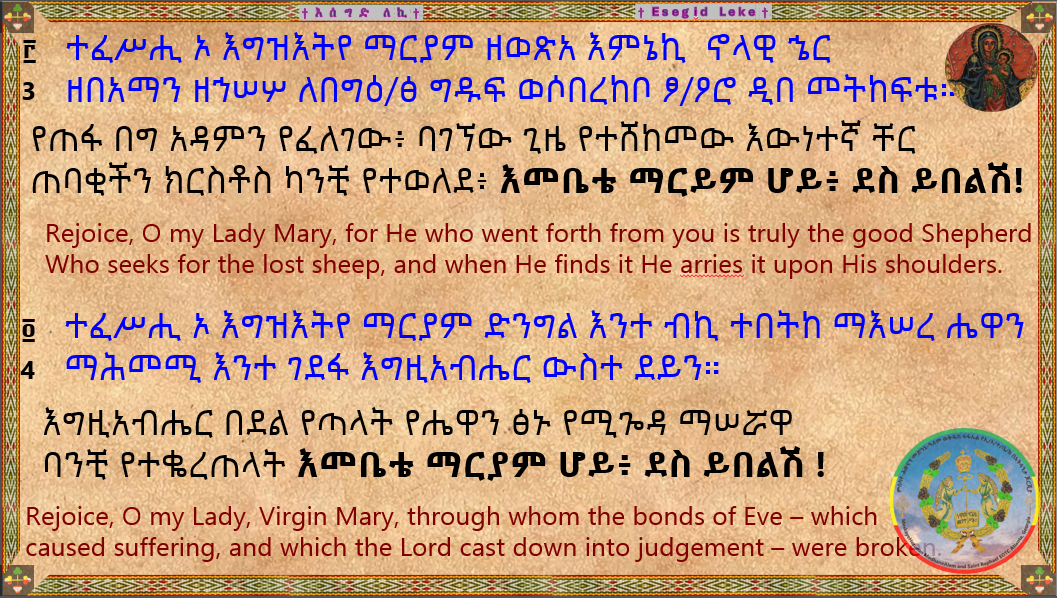 †እሰግድ ለኪ†
†Esegid Leke†
፫ ተፈሥሒ ኦ እግዝእትየ ማርያም ዘወጽአ እምኔኪ ኖላዊ ኄር
3 ዘበአማን ዘኀሠሦ ለበግዕ/ፅ ግዱፍ ወሶበረከቦ ፆ/ጾሮ ዲበ መትከፍቱ።
የጠፋ በግ አዳምን የፈለገው፥ ባገኘው ጊዜ የተሸከመው እውነተኛ ቸር
ጠባቂችን ክርስቶስ ካንቺ የተወለደ፥ እመቤቴ ማርይም ሆይ፥ ደስ ይበልሽ!
Rejoice, O my Lady Mary, for He who went forth from you is truly the good Shepherd
Who seeks for the lost sheep, and when He finds it He arries it upon His shoulders.
፬ ተፈሥሒ ኦ እግዝእትየ ማርያም ድንግል እንተ ብኪ ተበትከ ማእሠረ ሔዋን
4 ማሕመሚ እንተ ገደፋ እግዚአብሔር ውስተ ደይን።
እግዚአብሔር በደል የጣላት የሔዋን ፅኑ የሚጐዳ ማሠሯዋ
ባንቺ የተቈረጠላት እመቤቴ ማርያም ሆይ፥ ደስ ይበልሽ !
Rejoice, O my Lady, Virgin Mary, through whom the bonds of Eve – which
caused suffering, and which the Lord cast down into judgement – were broken.